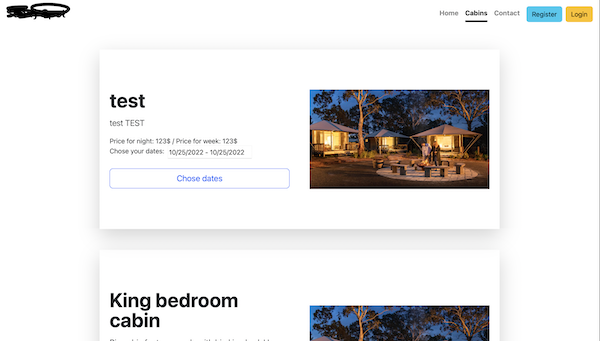 Home Cabins Contact Register Login
test
test TEST
Price for night: 123$ / Price for week: 123$
Chose your dates: 10/25/2022 - 10/25/2022
Chose dates
King bedroom
cabin